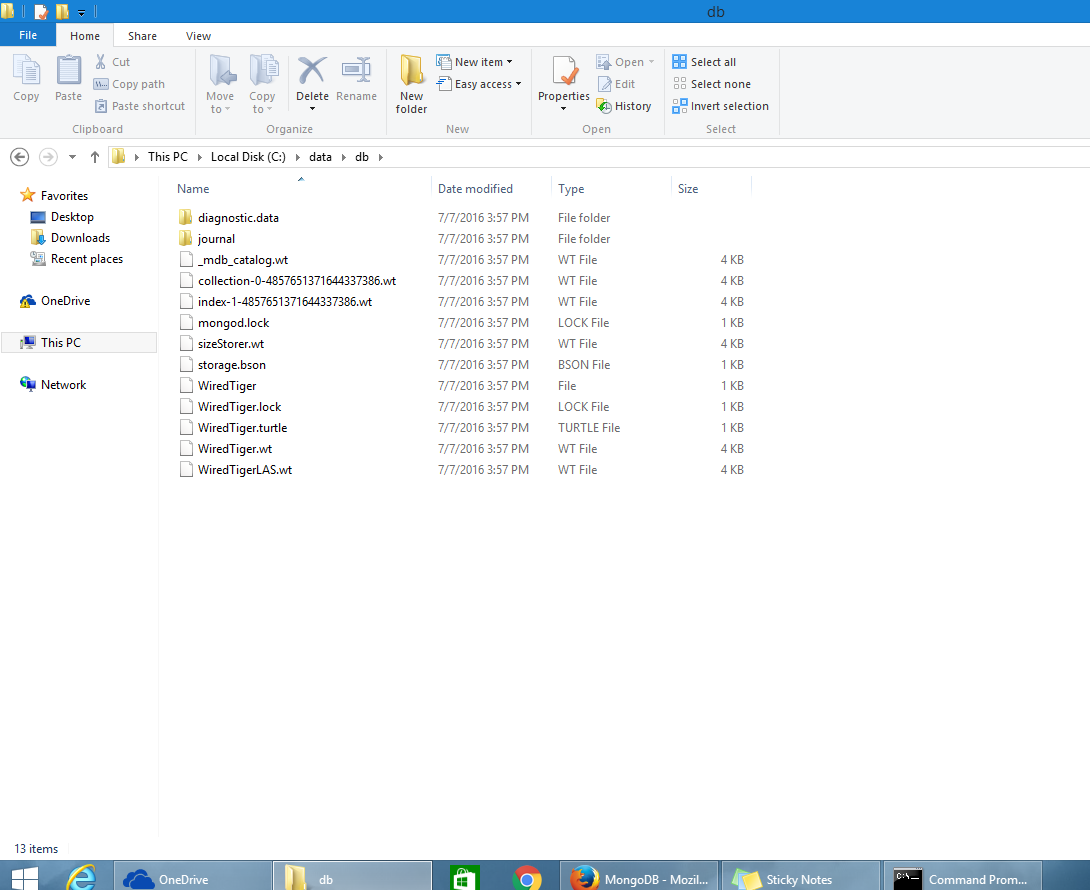 db
File Home Share View
Copy
Paste
Cut
Copy path
Paste shortcut
Clipboard
Move to
Copy to
Delete
Rename
Organize
New folder
New item
Easy access
New
Properties
Open
Edit
History
Open
Select all
Select none
Invert selection
Select
This PC Local Disk (C:) data db
Favorites
Desktop
Downloads
Recent places
OneDrive
This PC
Network
Name Date modified Type Size
diagnostic.data 7/7/2016 3:57 PM File folder
journal 7/7/2016 3:57 PM File folder
_mdb_catalog.wt 7/7/2016 3:57 PM WT File 4 KB
collection-0-4857651371644337386.wt 7/7/2016 3:57 PM WT File 4 KB
index-1-4857651371644337386.wt 7/7/2016 3:57 PM WT File 4 KB
mongod.lock 7/7/2016 3:57 PM LOCK File 1 KB
sizeStorer.wt 7/7/2016 3:57 PM WT File 4 KB
storage.bson 7/7/2016 3:57 PM BSON File 1 KB
WiredTiger 7/7/2016 3:57 PM File 1 KB
WiredTiger.lock 7/7/2016 3:57 PM LOCK File 1 KB
WiredTiger.turtle 7/7/2016 3:57 PM TURTLE File 1 KB
WiredTiger.wt 7/7/2016 3:57 PM WT File 4 KB
WiredTigerLAS.wt 7/7/2016 3:57 PM WT File 4 KB
13 items
OneDrive db MongoDB - Mozil... Sticky Notes C:\ Command Prom...